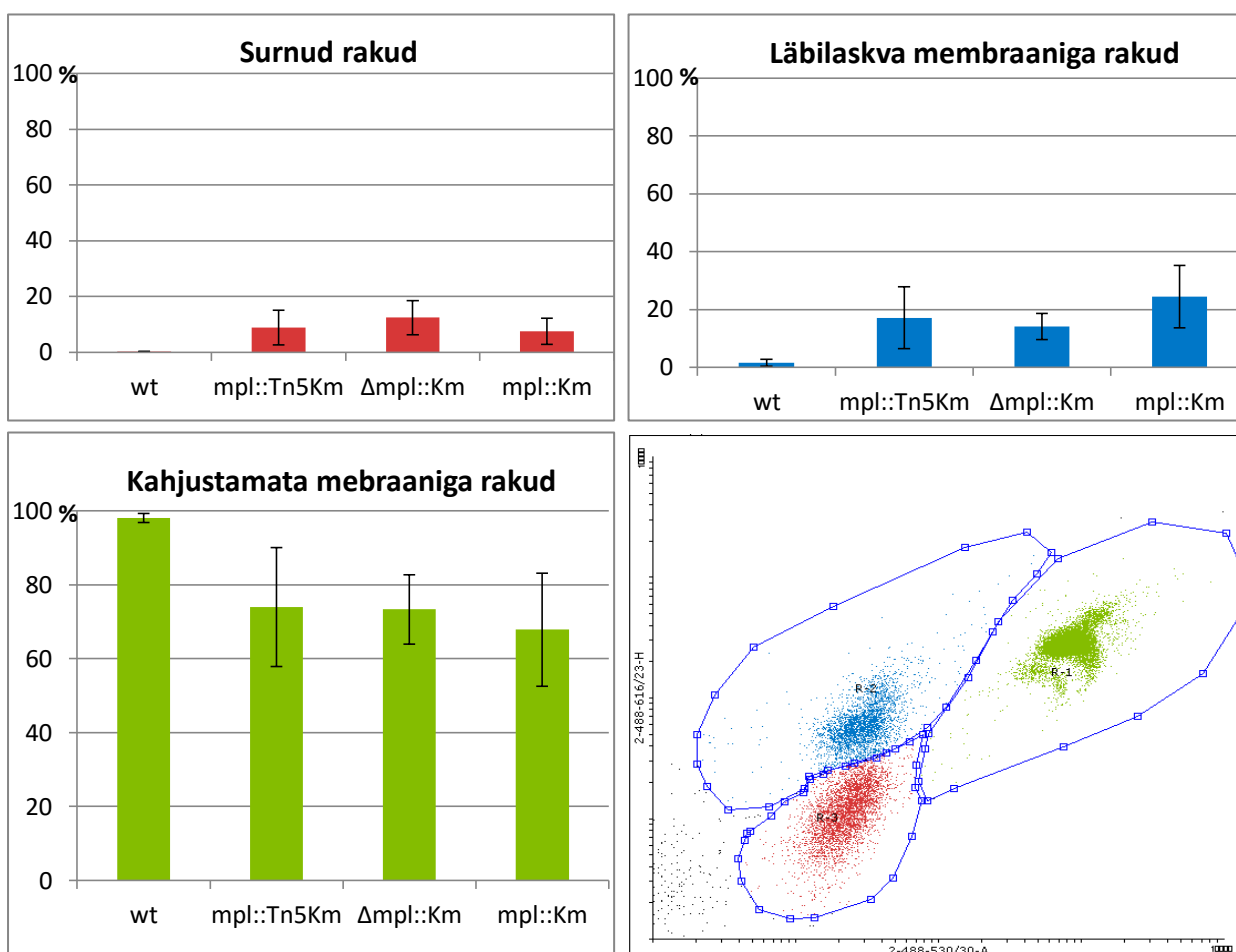 Surnud rakud
100 %
80
60
40
20
0
wt mpl::Tn5Km Δmpl::Km mpl::Km
Läbilaskva membraaniga rakud
100 %
80
60
40
20
0
wt mpl::Tn5Km Δmpl::Km mpl::Km
Kahjustamata mebraaniga rakud
100 %
80
60
40
20
0
wt mpl::Tn5Km Δmpl::Km mpl::Km
2-488-616/23-H
R-2
R-1
R-3
2-488-530/30-A